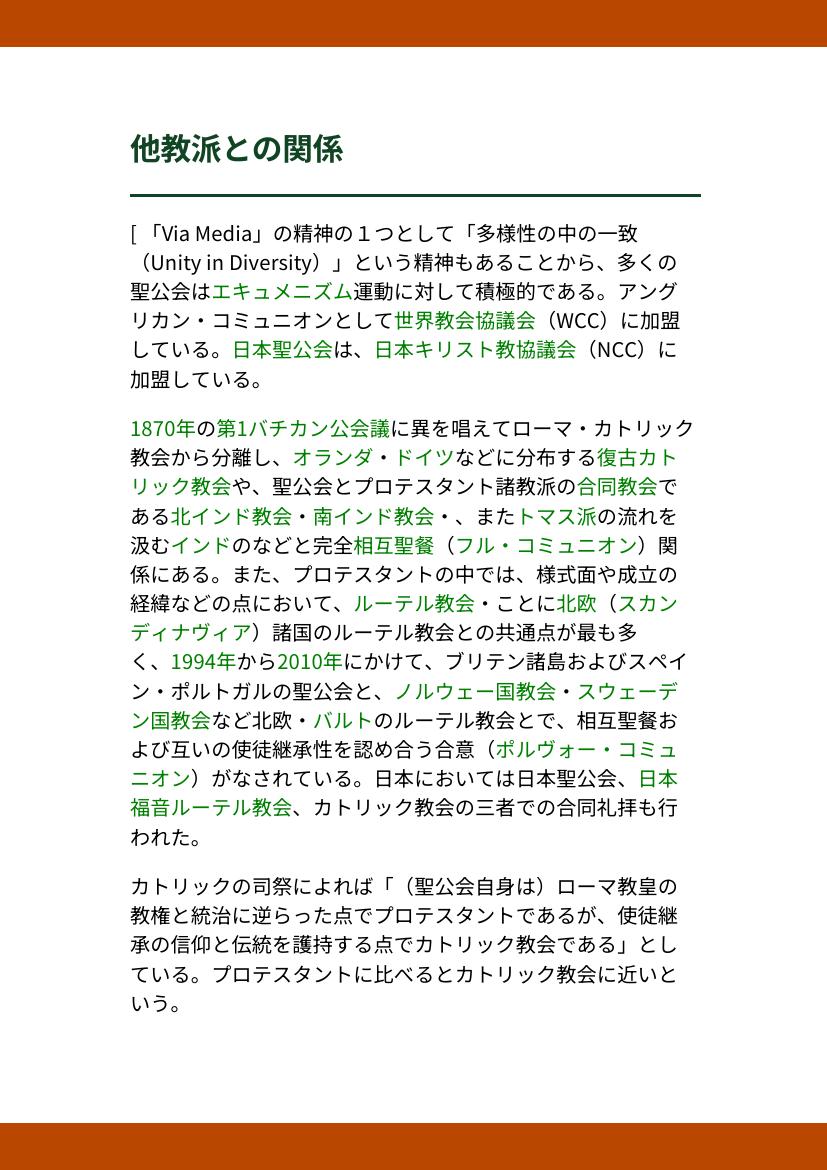 他教派との関係
[ 「Via Media」の精神の１つとして「多様性の中の一致
（Unity in Diversity）」という精神もあることから、多くの
聖公会はエキュメニズム運動に対して積極的である。アング
リカン・コミュニオンとして世界教会協議会（WCC）に加盟
している。日本聖公会は、日本キリスト教協議会（NCC）に
加盟している。
1870年の第1バチカン公会議に異を唱えてローマ・カトリック
教会から分離し、オランダ・ドイツなどに分布する復古カト
リック教会や、聖公会とプロテスタント諸教派の合同教会で
ある北インド教会・南インド教会・、またトマス派の流れを
汲むインドのなどと完全相互聖餐（フル・コミュニオン）関
係にある。また、プロテスタントの中では、様式面や成立の
経緯などの点において、ルーテル教会・ことに北欧（スカン
ディナヴィア）諸国のルーテル教会との共通点が最も多
く、1994年から2010年にかけて、ブリテン諸島およびスペイ
ン・ポルトガルの聖公会と、ノルウェー国教会・スウェーデ
ン国教会など北欧・バルトのルーテル教会とで、相互聖餐お
よび互いの使徒継承性を認め合う合意（ポルヴォー・コミュ
ニオン）がなされている。日本においては日本聖公会、日本
福音ルーテル教会、カトリック教会の三者での合同礼拝も行
われた。
カトリックの司祭によれば「（聖公会自身は）ローマ教皇の
教権と統治に逆らった点でプロテスタントであるが、使徒継
承の信仰と伝統を護持する点でカトリック教会である」とし
ている。プロテスタントに比べるとカトリック教会に近いと
いう。